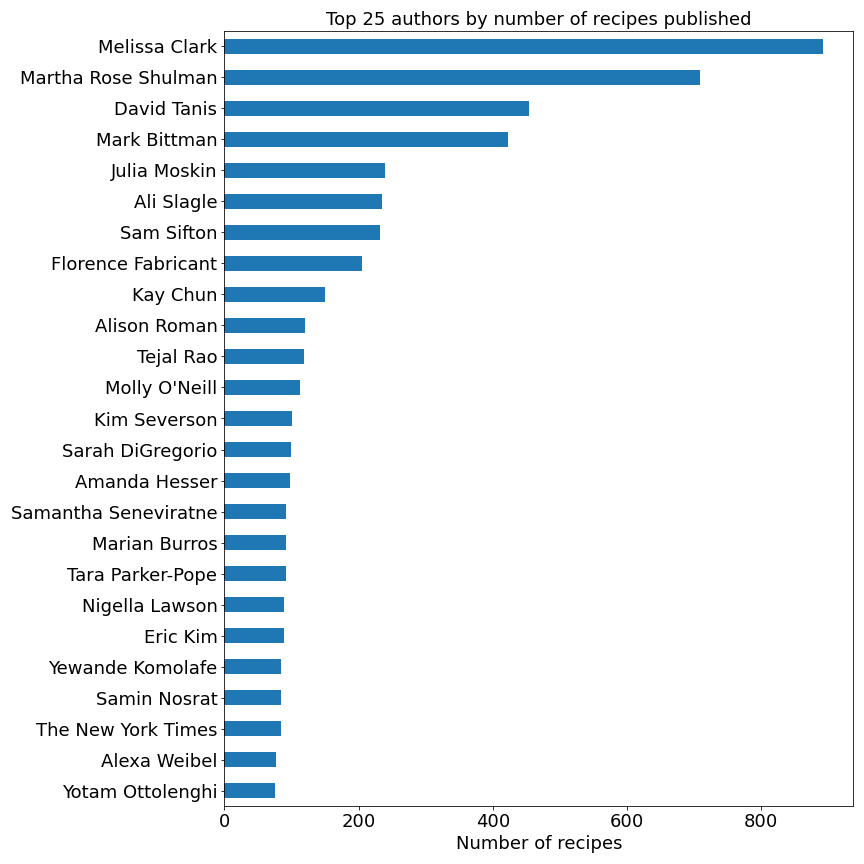 Top 25 authors by number of recipes published
Melissa Clark
Martha Rose Shulman
David Tanis
Mark Bittman
Julia Moskin
Ali Slagle
Sam Sifton
Florence Fabricant
Kay Chun
Alison Roman
Tejal Rao
Molly O'Neill
Kim Severson
Sarah DiGregorio
Amanda Hesser
Samantha Seneviratne
Marian Burros
Tara Parker-Pope
Nigella Lawson
Eric Kim
Yewande Komolafe
Samin Nosrat
The New York Times
Alexa Weibel
Yotam Ottolenghi
0 200 400 600 800
Number of recipes